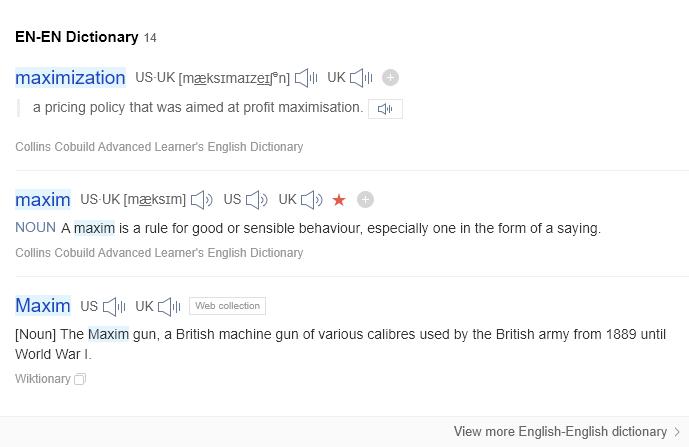 EN-EN Dictionary 14
maximization US·UK [mæksɪmaɪzeɪʃᵊn] UK
a pricing policy that was aimed at profit maximisation.
Collins Cobuild Advanced Learner's English Dictionary
maxim US·UK [mæksɪm] US UK
NOUN A maxim is a rule for good or sensible behaviour, especially one in the form of a saying.
Collins Cobuild Advanced Learner's English Dictionary
Maxim US UK Web collection
[Noun] The Maxim gun, a British machine gun of various calibres used by the British army from 1889 until
World War I.
Wiktionary
View more English-English dictionary